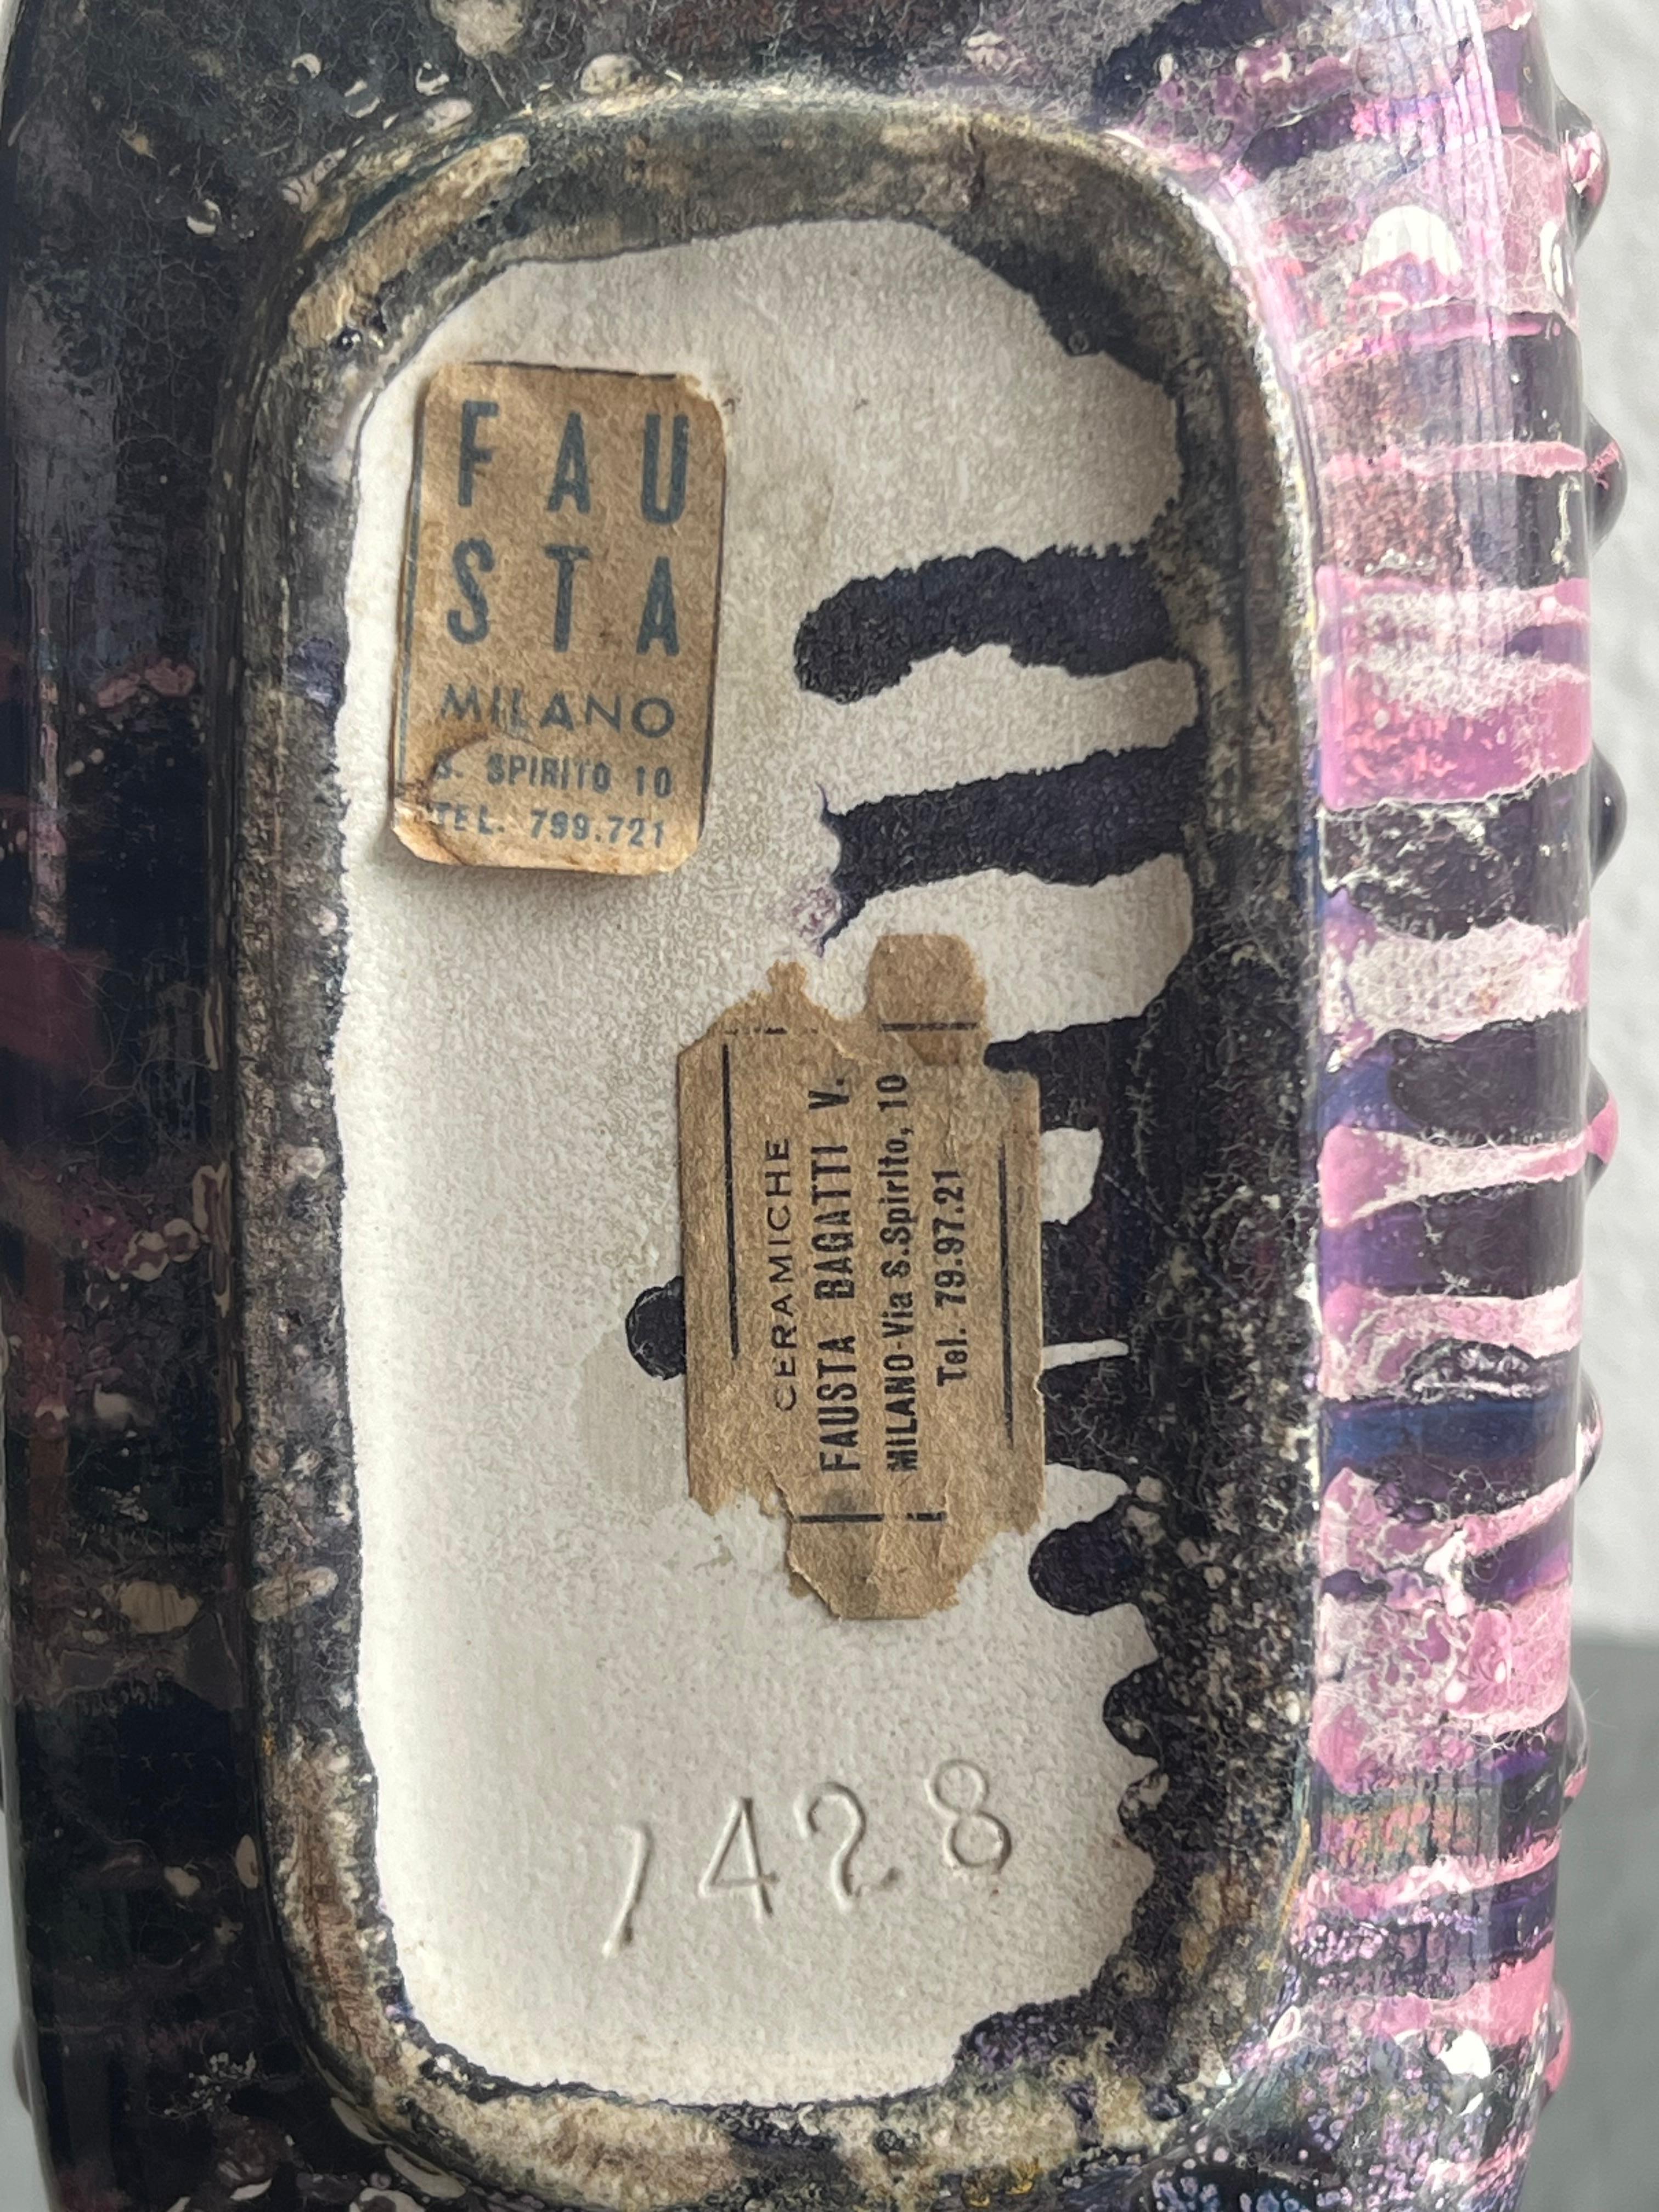 FAU
STA
MILANO
S. SPIRITO 10
TEL. 799.721
CERAMICHE
FAUSTA BAGATTI V.
MILANO-Via S.Spirito, 10
Tel. 79.97.21
1428